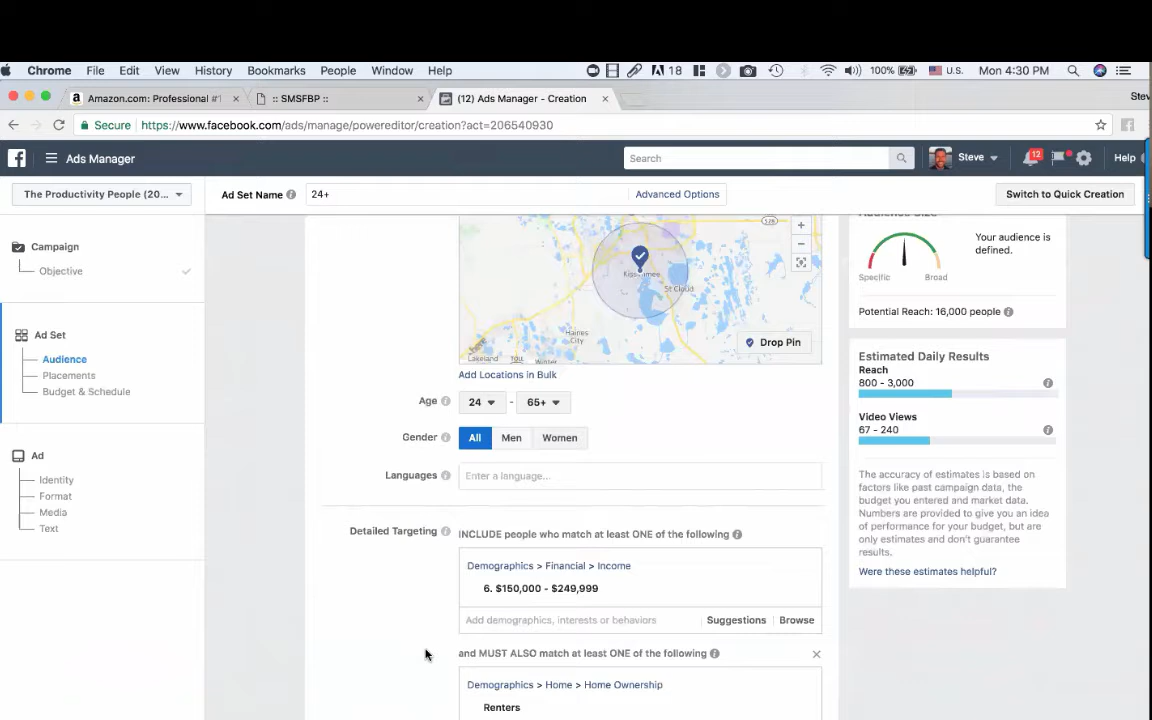 Chrome File Edit View History Bookmarks People Window Help 18 100% U.S. Mon 4:30 PM
Amazon.com: Professional #1 × :: SMSFBP :: × (12) Ads Manager - Creation × Stev
Secure https://www.facebook.com/ads/manage/powereditor/creation?act=206540930
Ads Manager Search Steve 12 Help
The Productivity People (20... Ad Set Name 24+ Advanced Options Switch to Quick Creation
Campaign
Objective
Ad Set
Audience
Placements
Budget & Schedule
Ad
Identity
Format
Media
Text
528
Kissimmee
St Cloud
Haines
City
Lakeland
Winter
Drop Pin
Add Locations in Bulk
Age 24 - 65+
Gender All Men Women
Languages Enter a language...
Detailed Targeting INCLUDE people who match at least ONE of the following
Demographics > Financial > Income
6. $150,000 - $249,999
Add demographics, interests or behaviors Suggestions Browse
and MUST ALSO match at least ONE of the following ×
Demographics > Home > Home Ownership
Renters
Audience Size
Your audience is
defined.
Specific Broad
Potential Reach: 16,000 people
Estimated Daily Results
Reach
800 - 3,000
Video Views
67 - 240
The accuracy of estimates is based on
factors like past campaign data, the
budget you entered and market data.
Numbers are provided to give you an idea
of performance for your budget, but are
only estimates and don't guarantee
results.
Were these estimates helpful?